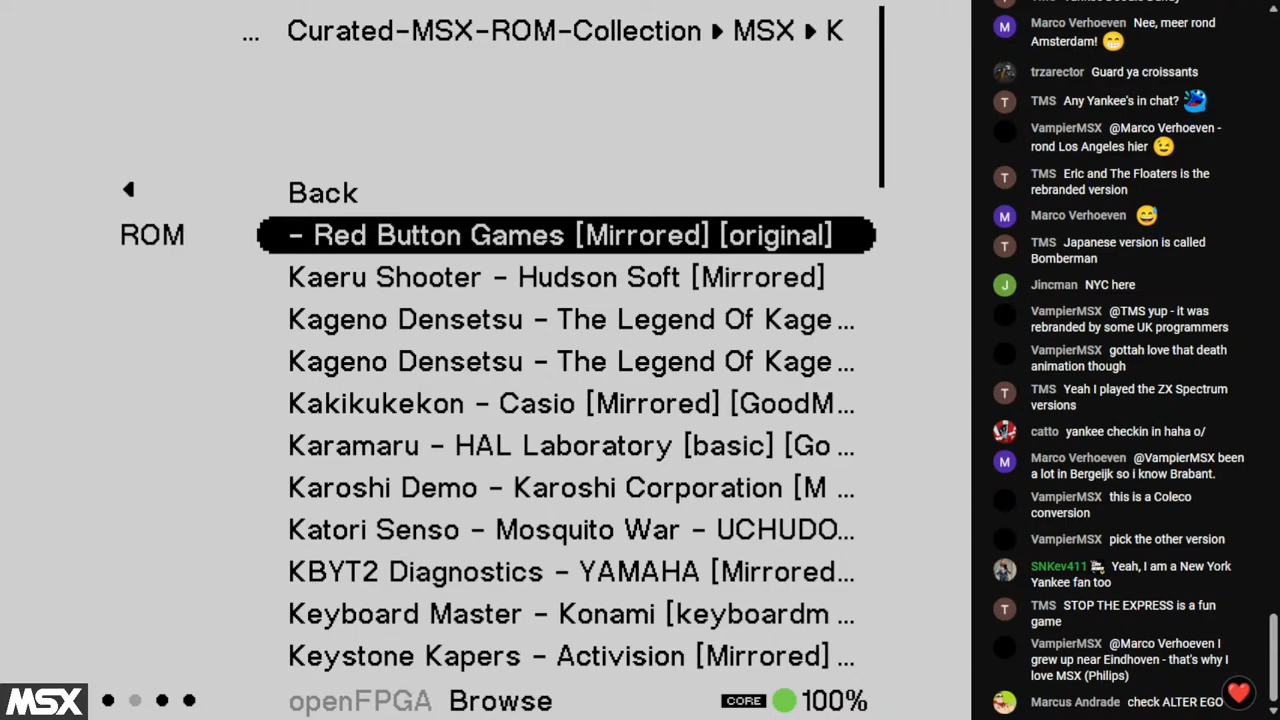 ... Curated-MSX-ROM-Collection ▸ MSX ▸ K
Back
ROM
- Red Button Games [Mirrored] [original]
Kaeru Shooter - Hudson Soft [Mirrored]
Kageno Densetsu - The Legend Of Kage ...
Kageno Densetsu - The Legend Of Kage ...
Kakikukekon - Casio [Mirrored] [GoodM ...
Karamaru - HAL Laboratory [basic] [Go ...
Karoshi Demo - Karoshi Corporation [M ...
Katori Senso - Mosquito War - UCHUDO...
KBYT2 Diagnostics - YAMAHA [Mirrored...
Keyboard Master - Konami [keyboardm ...
Keystone Kapers - Activision [Mirrored] ...
MSX
openFPGA Browse
CORE 100%
Marco Verhoeven Nee, meer rond
Amsterdam! 😁
trzarector Guard ya croissants
T TMS Any Yankee's in chat?
VampierMSX @Marco Verhoeven -
rond Los Angeles hier 😉
T TMS Eric and The Floaters is the
rebranded version
M Marco Verhoeven 😅
T TMS Japanese version is called
Bomberman
J Jincman NYC here
VampierMSX @TMS yup - it was
rebranded by some UK programmers
VampierMSX gottah love that death
animation though
T TMS Yeah I played the ZX Spectrum
versions
catto yankee checkin in haha o/
M Marco Verhoeven @VampierMSX been
a lot in Bergeijk so i know Brabant.
VampierMSX this is a Coleco
conversion
VampierMSX pick the other version
SNKev411 Yeah, I am a New York
Yankee fan too
T TMS STOP THE EXPRESS is a fun
game
VampierMSX @Marco Verhoeven I
grew up near Eindhoven - that's why I
love MSX (Philips)
Marcus Andrade check ALTER EGO